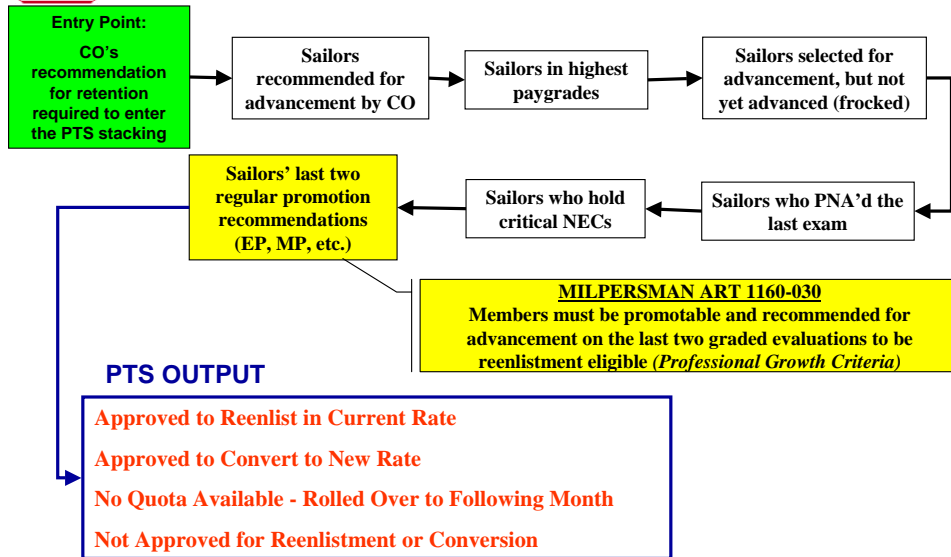 Entry Point:
CO's
recommendation
for retention
required to enter
the PTS stacking
Sailors
recommended for
advancement by CO
Sailors in highest
paygrades
Sailors selected for
advancement, but not
yet advanced (frocked)
Sailors who PNA'd the
last exam
Sailors who hold
critical NECs
Sailors' last two
regular promotion
recommendations
(EP, MP, etc.)
MILPERSMAN ART 1160-030
Members must be promotable and recommended for
advancement on the last two graded evaluations to be
reenlistment eligible (Professional Growth Criteria)
PTS OUTPUT
Approved to Reenlist in Current Rate
Approved to Convert to New Rate
No Quota Available - Rolled Over to Following Month
Not Approved for Reenlistment or Conversion